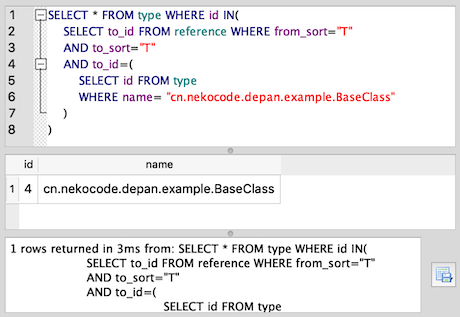 1 SELECT * FROM type WHERE id IN(
2 SELECT to_id FROM reference WHERE from_sort="T"
3 AND to_sort="T"
4 AND to_id=(
5 SELECT id FROM type
6 WHERE name= "cn.nekocode.depan.example.BaseClass"
7 )
8 )
id name
1 4 cn.nekocode.depan.example.BaseClass
1 rows returned in 3ms from: SELECT * FROM type WHERE id IN(
SELECT to_id FROM reference WHERE from_sort="T"
AND to_sort="T"
AND to_id=(
SELECT id FROM type